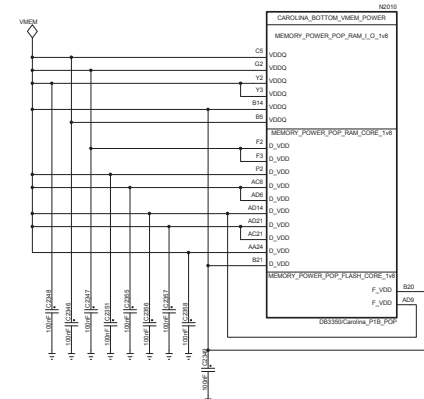 N2010
CAROLINA_BOTTOM_VMEM_POWER
VMEM
MEMORY_POWER_POP_RAM_I_O_1v8
C5 VDDQ
G2 VDDQ
Y2 VDDQ
Y3 VDDQ
B14 VDDQ
B5 VDDQ
MEMORY_POWER_POP_RAM_CORE_1v8
F2 D_VDD
F3 D_VDD
P2 D_VDD
AC6 D_VDD
AD6 D_VDD
AD14 D_VDD
AD21 D_VDD
AC21 D_VDD
AA24 D_VDD
B21 D_VDD
MEMORY_POWER_POP_FLASH_CORE_1v8
F_VDD B20
F_VDD AD9
DB3350/Carolina_P1B_POP
100nF C2348
100nF C2346
100nF C2347
100nF C2351
100nF C2355
100nF C2356
100nF C2357
100nF C2358
100nF C2349